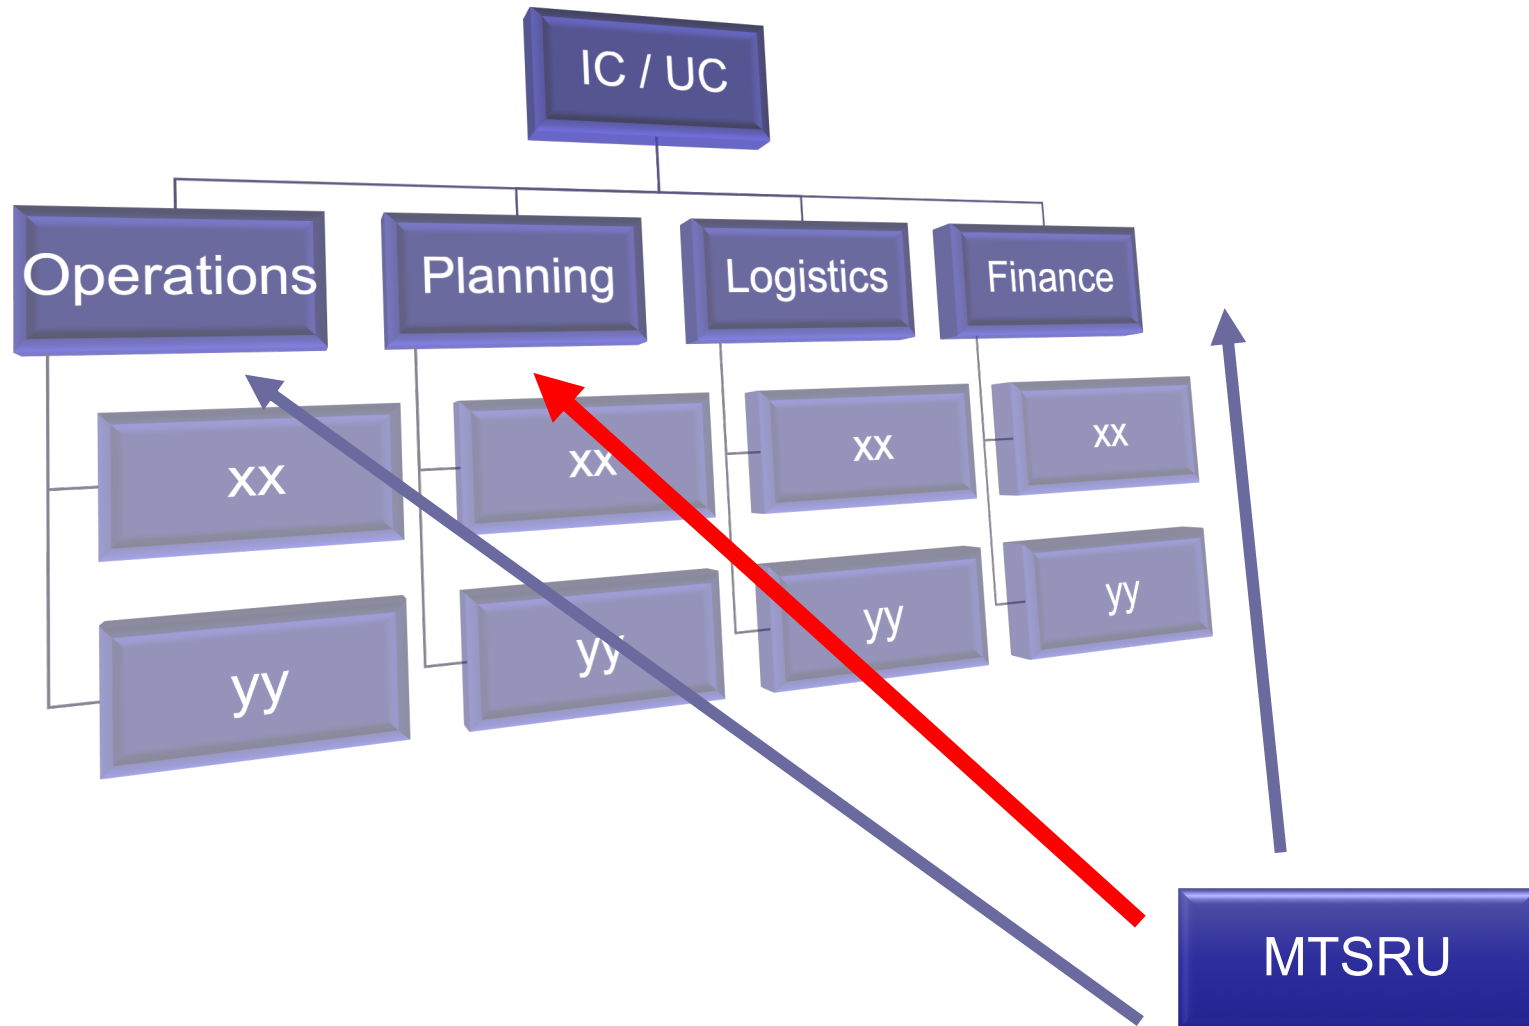 IC / UC
Operations
Planning
Logistics
Finance
xx
xx
xx
xx
yy
yy
yy
yy
MTSRU